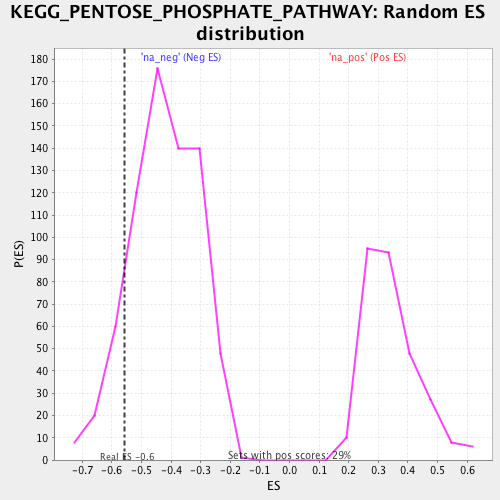 KEGG_PENTOSE_PHOSPHATE_PATHWAY: Random ES
distribution
'na_neg' (Neg ES) 'na_pos' (Pos ES)
P(ES)
180
170
160
150
140
130
120
110
100
90
80
70
60
50
40
30
20
10
0
Real ES -0.6 Sets with pos scores: 29%
-0.7 -0.6 -0.5 -0.4 -0.3 -0.2 -0.1 0.0 0.1 0.2 0.3 0.4 0.5 0.6
ES